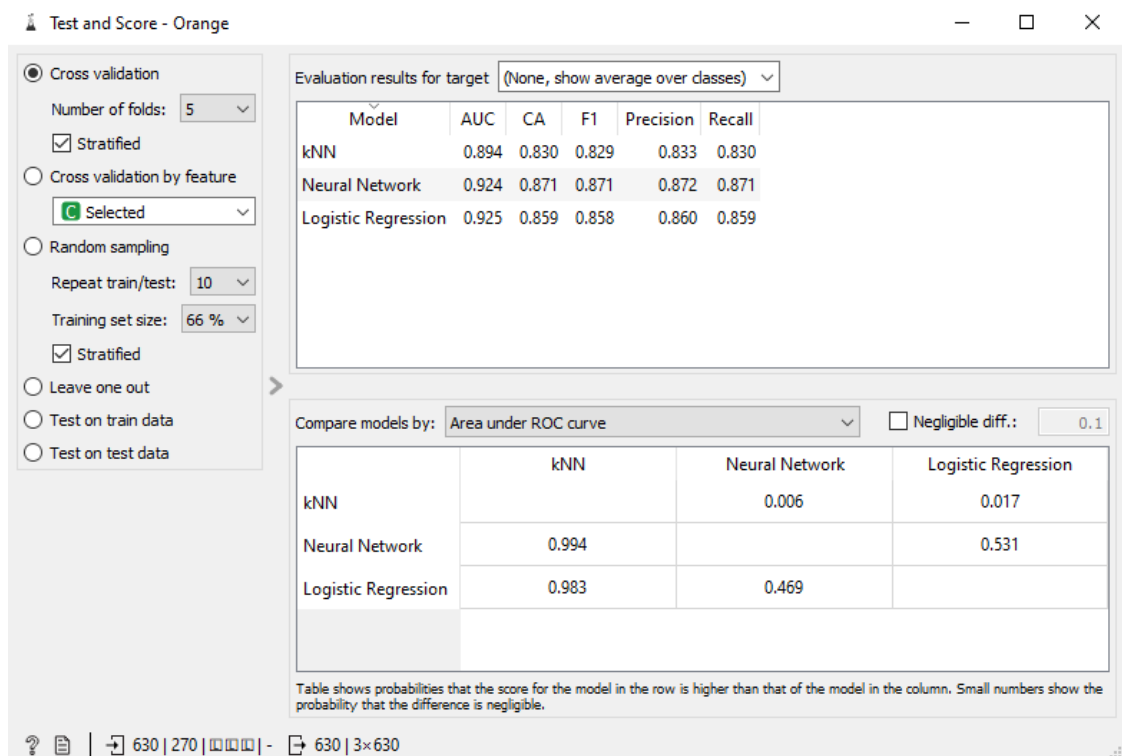 Test and Score - Orange
Cross validation
Number of folds: 5
Stratified
Cross validation by feature
C Selected
Random sampling
Repeat train/test: 10
Training set size: 66 %
Stratified
Leave one out
Test on train data
Test on test data
Evaluation results for target (None, show average over classes)
Model AUC CA F1 Precision Recall
kNN 0.894 0.830 0.829 0.833 0.830
Neural Network 0.924 0.871 0.871 0.872 0.871
Logistic Regression 0.925 0.859 0.858 0.860 0.859
Compare models by: Area under ROC curve Negligible diff.: 0.1
kNN Neural Network Logistic Regression
kNN 0.006 0.017
Neural Network 0.994 0.531
Logistic Regression 0.983 0.469
Table shows probabilities that the score for the model in the row is higher than that of the model in the column. Small numbers show the
probability that the difference is negligible.
? 630 | 270 | - 630 | 3×630